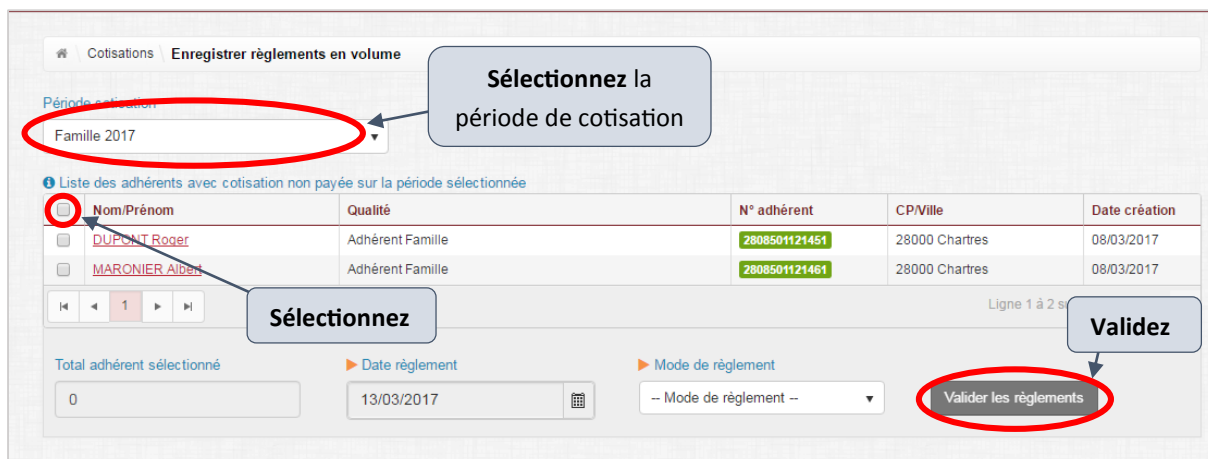 Cotisations \ Enregistrer règlements en volume
Sélectionnez la
période de cotisation
Période cotisation
Famille 2017
Liste des adhérents avec cotisation non payée sur la période sélectionnée
Nom/Prénom Qualité N° adhérent CP/Ville Date création
DUPONT Roger Adhérent Famille 2808501121451 28000 Chartres 08/03/2017
MARONIER Albert Adhérent Famille 2808501121461 28000 Chartres 08/03/2017
1 Ligne 1 à 2
Sélectionnez
Validez
Total adhérent sélectionné Date règlement Mode de règlement
0 13/03/2017 -- Mode de règlement -- Valider les règlements